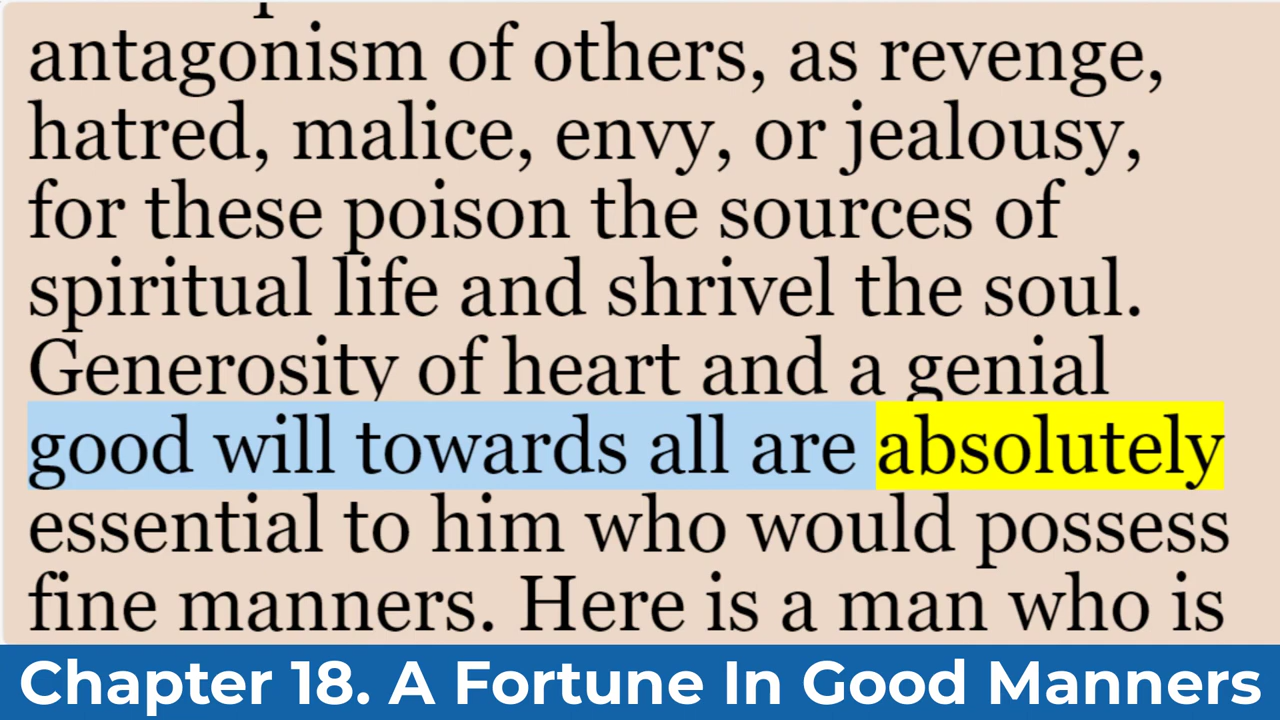 antagonism of others, as revenge,
hatred, malice, envy, or jealousy,
for these poison the sources of
spiritual life and shrivel the soul.
Generosity of heart and a genial
good will towards all are absolutely
essential to him who would possess
fine manners. Here is a man who is
Chapter 18. A Fortune In Good Manners